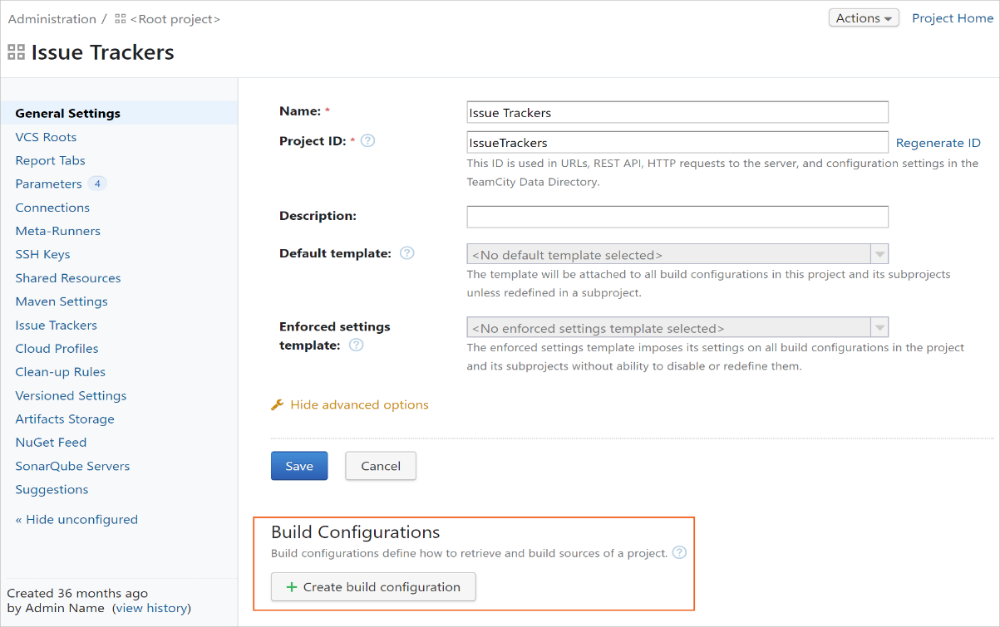 Administration / <Root project>
Actions Project Home
Issue Trackers
General Settings
VCS Roots
Report Tabs
Parameters 4
Connections
Meta-Runners
SSH Keys
Shared Resources
Maven Settings
Issue Trackers
Cloud Profiles
Clean-up Rules
Versioned Settings
Artifacts Storage
NuGet Feed
SonarQube Servers
Suggestions
« Hide unconfigured
Created 36 months ago
by Admin Name (view history)
Name: * Issue Trackers
Project ID: * ? IssueTrackers Regenerate ID
This ID is used in URLs, REST API, HTTP requests to the server, and configuration settings in the
TeamCity Data Directory.
Description:
Default template: ? <No default template selected>
The template will be attached to all build configurations in this project and its subprojects
unless redefined in a subproject.
Enforced settings
template: ? <No enforced settings template selected>
The enforced settings template imposes its settings on all build configurations in the project
and its subprojects without ability to disable or redefine them.
Hide advanced options
Save Cancel
Build Configurations
Build configurations define how to retrieve and build sources of a project. ?
+ Create build configuration